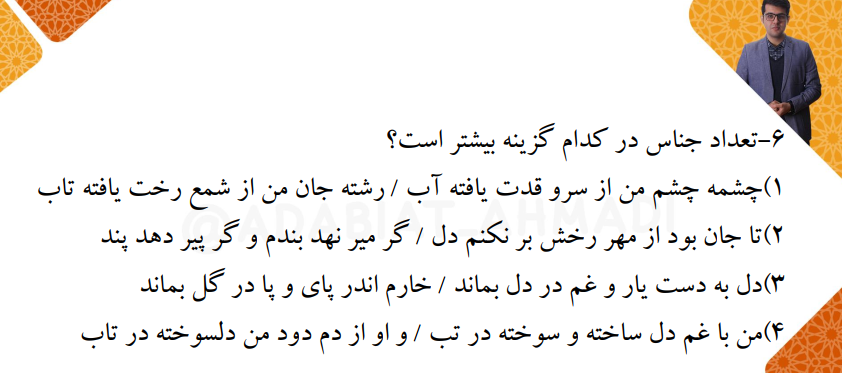 ۶-تعداد جناس در کدام گزینه بیشتر است؟
۱)چشمه چشم من از سرو قدت یافته آب / رشته جان من از شمع رخت یافته تاب
۲)تا جان بود از مهر رخش بر نکنم دل / گر میر نهد بندم و گر پیر دهد پند
۳)دل به دست یار و غم در دل بماند / خارم اندر پای و پا در گل بماند
۴)من با غم دل ساخته و سوخته در تب / و او از دم دود من دلسوخته در تاب
@ADABIAT_AHMADI